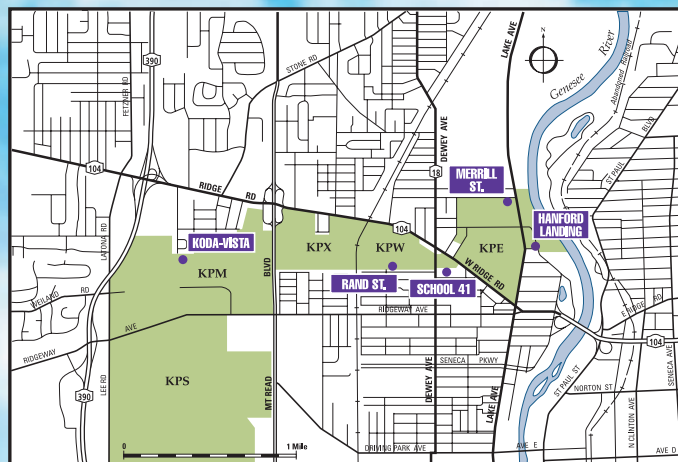 390
FETZNER RD
STONE RD
LAKE AVE
N
Genesee
River
Abandoned Railroad
BLVD
ST PAUL
DEWEY AVE
18
104
RIDGE
RD
MERRILL
ST.
LATONA RD
KODA-VISTA
KPX
104
KPW
KPE
HANFORD
LANDING
KPM
BLVD
RAND ST.
SCHOOL 41
W RIDGE RD
WEILAND
RD
RIDGEWAY AVE
E RIDGE RD
AVE
RIDGEWAY
SENECA
PKWY
104
SENECA AVE
KPS
LEE RD
MT READ
DEWEY AVE
LAKE AVE
ST PAUL ST
NORTON ST
390
N CLINTON AVE
0
1 Mile
DRIVING PARK AVE
AVE E
AVE D